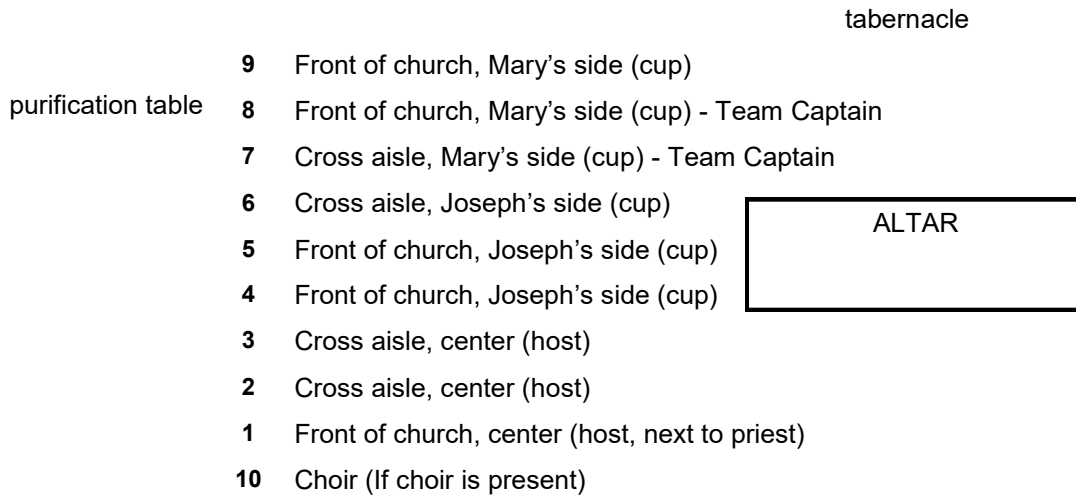 tabernacle
9 Front of church, Mary’s side (cup)
purification table
8 Front of church, Mary’s side (cup) - Team Captain
7 Cross aisle, Mary’s side (cup) - Team Captain
6 Cross aisle, Joseph’s side (cup)
ALTAR
5 Front of church, Joseph’s side (cup)
4 Front of church, Joseph’s side (cup)
3 Cross aisle, center (host)
2 Cross aisle, center (host)
1 Front of church, center (host, next to priest)
10 Choir (If choir is present)